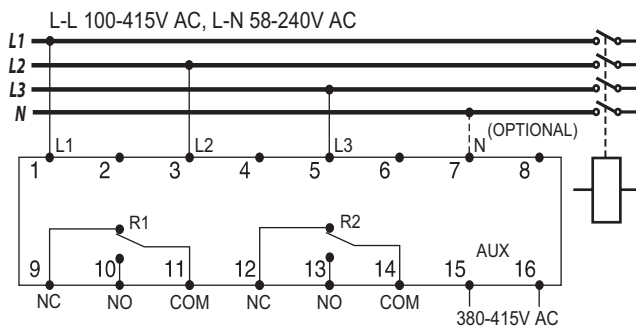 L-L 100-415V AC, L-N 58-240V AC
L1
L2
L3
N
(OPTIONAL)
L1 L2 L3 N
1 2 3 4 5 6 7 8
R1 R2
AUX
9 10 11 12 13 14 15 16
NC NO COM NC NO COM
380-415V AC